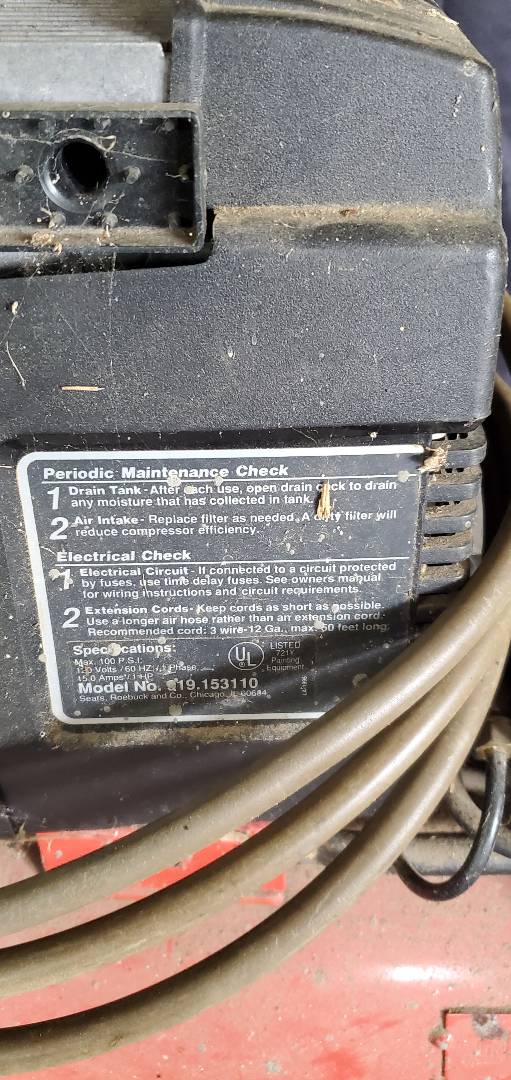 Periodic Maintenance Check
1 Drain Tank - After each use, open drain cock to drain
any moisture that has collected in tank.
2 Air Intake - Replace filter as needed. A dirty filter will
reduce compressor efficiency.
Electrical Check
1 Electrical Circuit - If connected to a circuit protected
by fuses, use time delay fuses. See owners manual
for wiring instructions and circuit requirements.
2 Extension Cords - Keep cords as short as possible.
Use a longer air hose rather than an extension cord.
Recommended cord: 3 wire-12 Ga., max. 50 feet long.
Specifications:
Max. 100 P.S.I.
Volts / 60 HZ / 1 Phase
15.0 Amps / 1 HP
Model No. 919.153110
Sears, Roebuck and Co., Chicago, IL 60684
UL
LISTED
721Y
Painting
Equipment